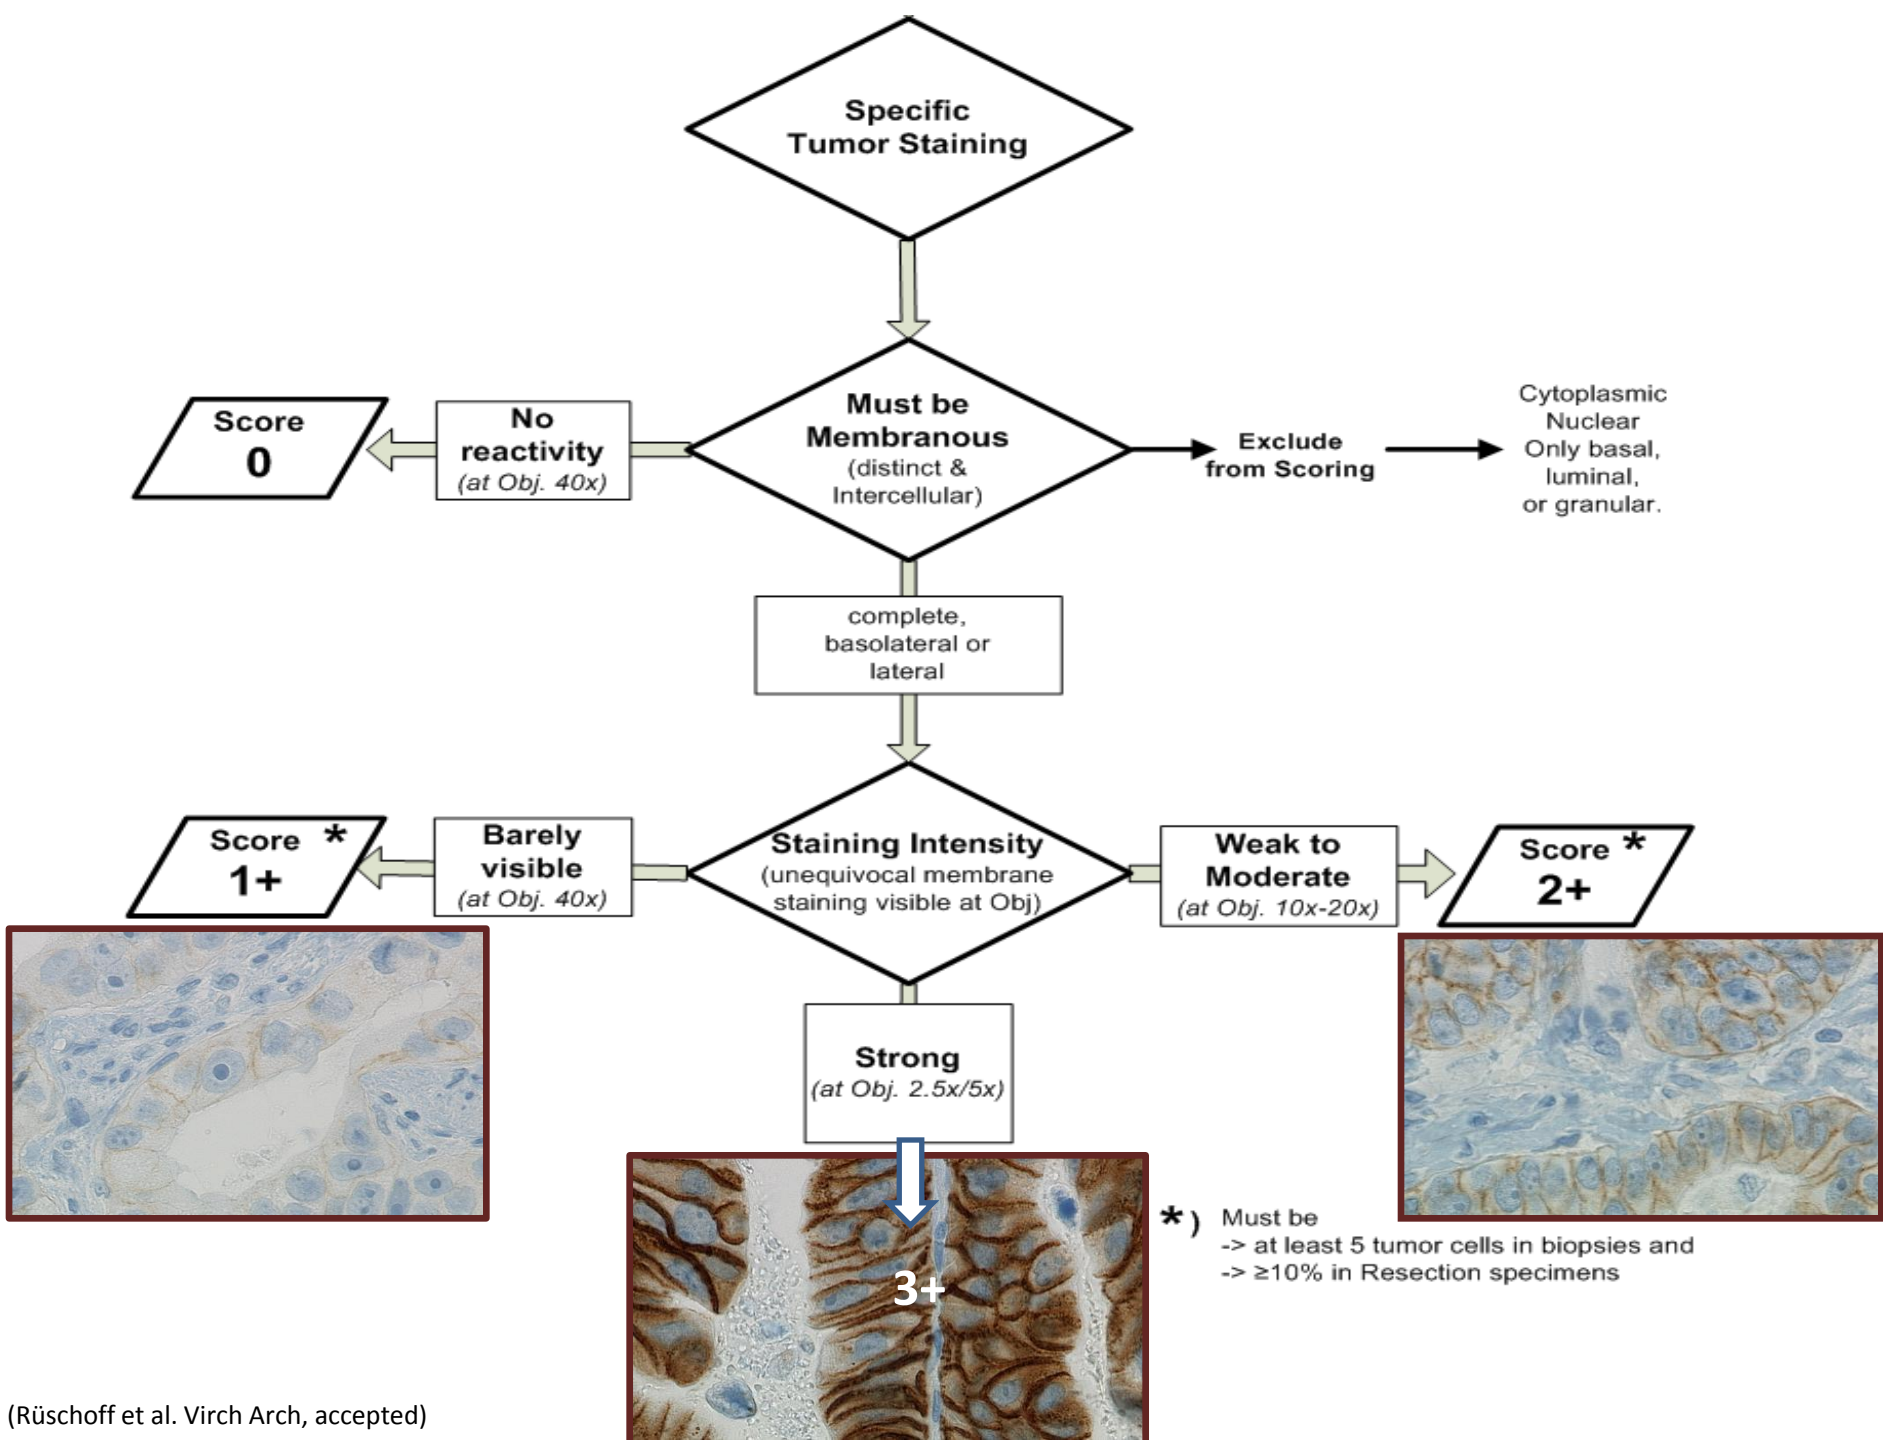 Specific
Tumor Staining
Must be
Membranous
(distinct &
Intercellular)
No
reactivity
(at Obj. 40x)
Score
0
Exclude
from Scoring
Cytoplasmic
Nuclear
Only basal,
luminal,
or granular.
complete,
basolateral or
lateral
Staining Intensity
(unequivocal membrane
staining visible at Obj)
Barely
visible
(at Obj. 40x)
Score *
1+
Weak to
Moderate
(at Obj. 10x-20x)
Score *
2+
Strong
(at Obj. 2.5x/5x)
3+
*) Must be
-> at least 5 tumor cells in biopsies and
-> ≥10% in Resection specimens
(Rüschoff et al. Virch Arch, accepted)